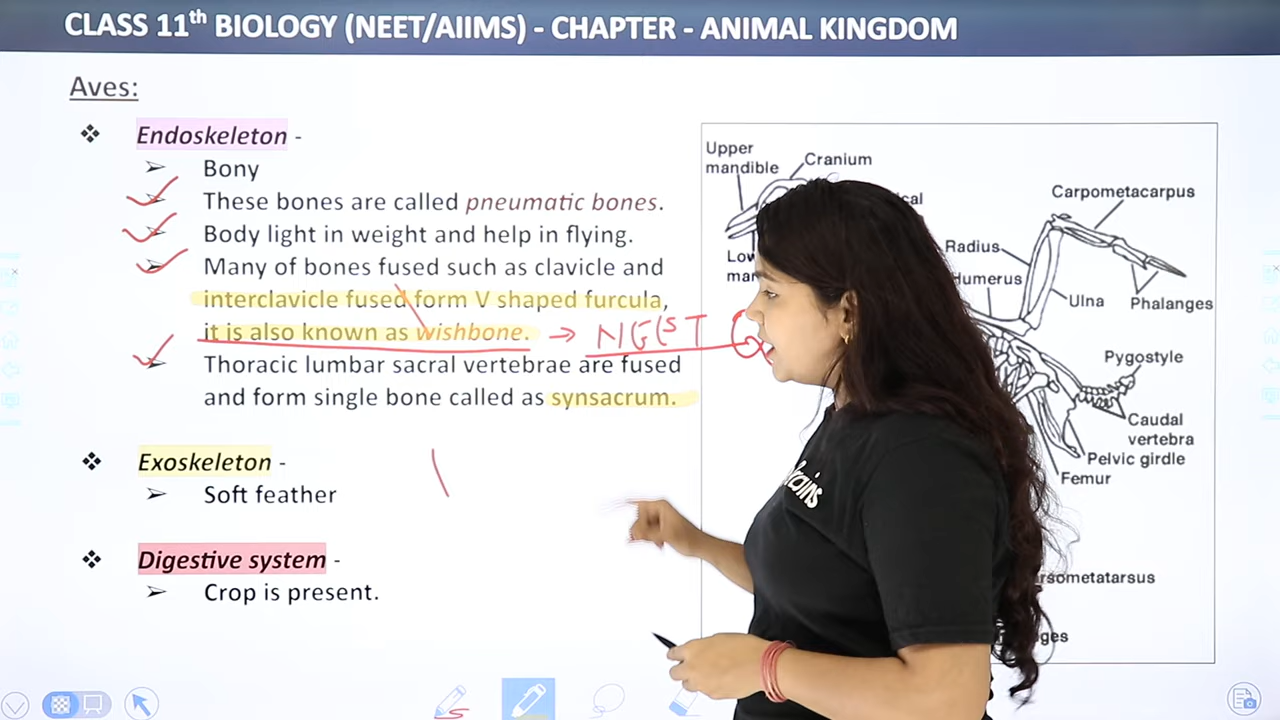 CLASS 11th BIOLOGY (NEET/AIIMS) - CHAPTER - ANIMAL KINGDOM
Aves:
❖ Endoskeleton -
➢ Bony
➢ These bones are called pneumatic bones.
➢ Body light in weight and help in flying.
➢ Many of bones fused such as clavicle and
interclavicle fused form V shaped furcula,
it is also known as wishbone. →
➢ Thoracic lumbar sacral vertebrae are fused
and form single bone called as synsacrum.
❖ Exoskeleton -
➢ Soft feather
❖ Digestive system -
➢ Crop is present.
Upper
mandible
Cranium
Carpometacarpus
Radius
Humerus
Ulna
Phalanges
Pygostyle
Caudal
vertebra
Pelvic girdle
Femur